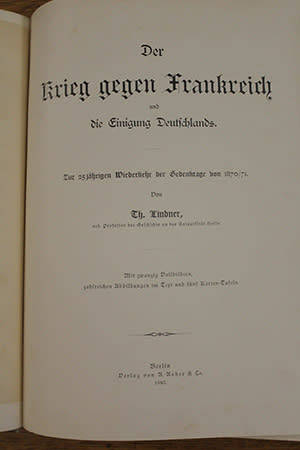 Der
Krieg gegen Frankreich
und
die Einigung Deutschlands.
Zur 25jährigen Wiederkehr der Gedenktage von 1870/71.
Von
Th. Lindner,
ord. Professor der Geschichte an der Universität Halle.
Mit zwanzig Vollbildern,
zahlreichen Abbildungen im Text und fünf Karten-Tafeln.
Berlin
Verlag von A. Asher & Co.
1895.